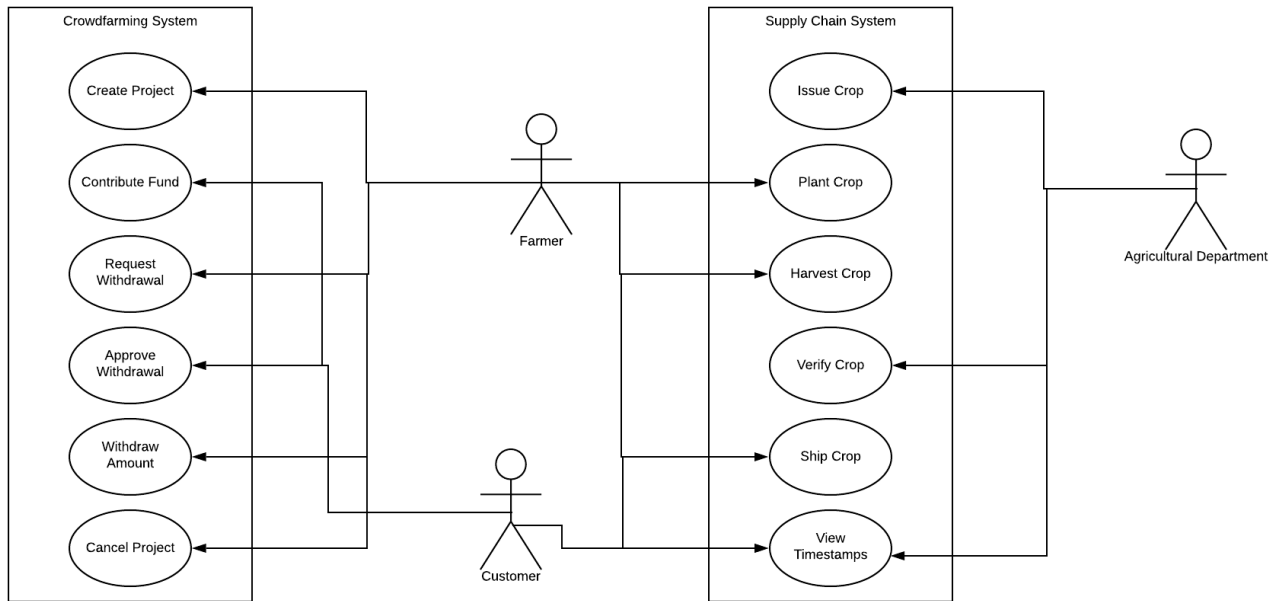 Crowdfarming System
Create Project
Contribute Fund
Request
Withdrawal
Approve
Withdrawal
Withdraw
Amount
Cancel Project
Farmer
Customer
Supply Chain System
Issue Crop
Plant Crop
Harvest Crop
Verify Crop
Ship Crop
View
Timestamps
Agricultural Department